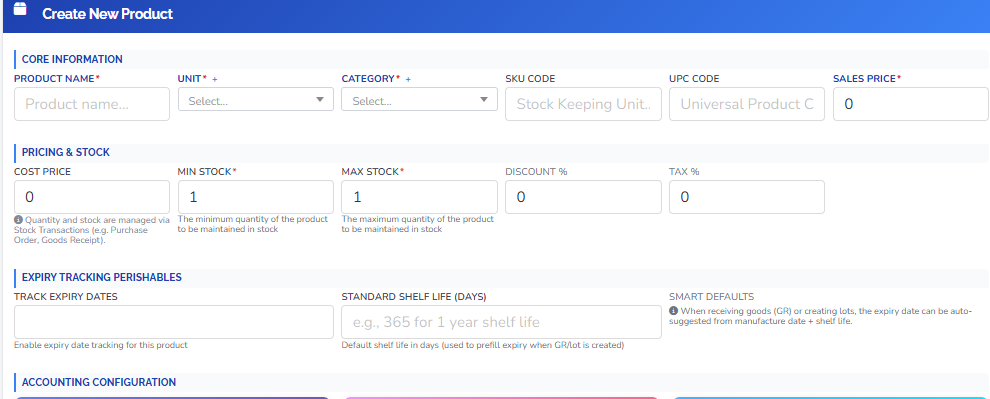 Create New Product
CORE INFORMATION
PRODUCT NAME* UNIT* + CATEGORY* + SKU CODE UPC CODE SALES PRICE*
Product name... Select... Select... Stock Keeping Unit.. Universal Product C 0
PRICING & STOCK
COST PRICE MIN STOCK* MAX STOCK* DISCOUNT % TAX %
0 1 1 0 0
Quantity and stock are managed via
Stock Transactions (e.g. Purchase
Order, Goods Receipt).
The minimum quantity of the product
to be maintained in stock
The maximum quantity of the product
to be maintained in stock
EXPIRY TRACKING PERISHABLES
TRACK EXPIRY DATES STANDARD SHELF LIFE (DAYS) SMART DEFAULTS
e.g., 365 for 1 year shelf life
When receiving goods (GR) or creating lots, the expiry date can be auto-
suggested from manufacture date + shelf life.
Enable expiry date tracking for this product Default shelf life in days (used to prefill expiry when GR/lot is created)
ACCOUNTING CONFIGURATION